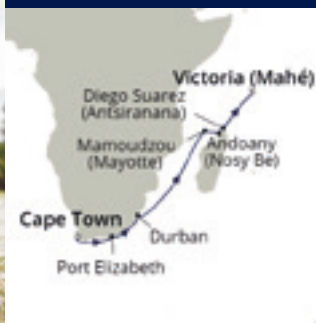 Victoria (Mahé)
Diego Suarez
(Antsiranana)
Mamoudzou
(Mayotte)
Andoany
(Nosy Be)
Cape Town
Durban
Port Elizabeth